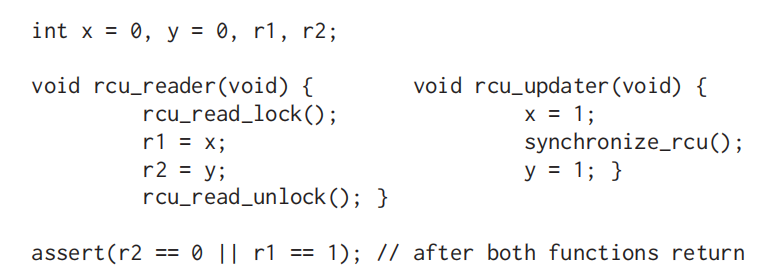 int x = 0, y = 0, r1, r2;
void rcu_reader(void) { void rcu_updater(void) {
rcu_read_lock(); x = 1;
r1 = x; synchronize_rcu();
r2 = y; y = 1; }
rcu_read_unlock(); }
assert(r2 == 0 || r1 == 1); // after both functions return